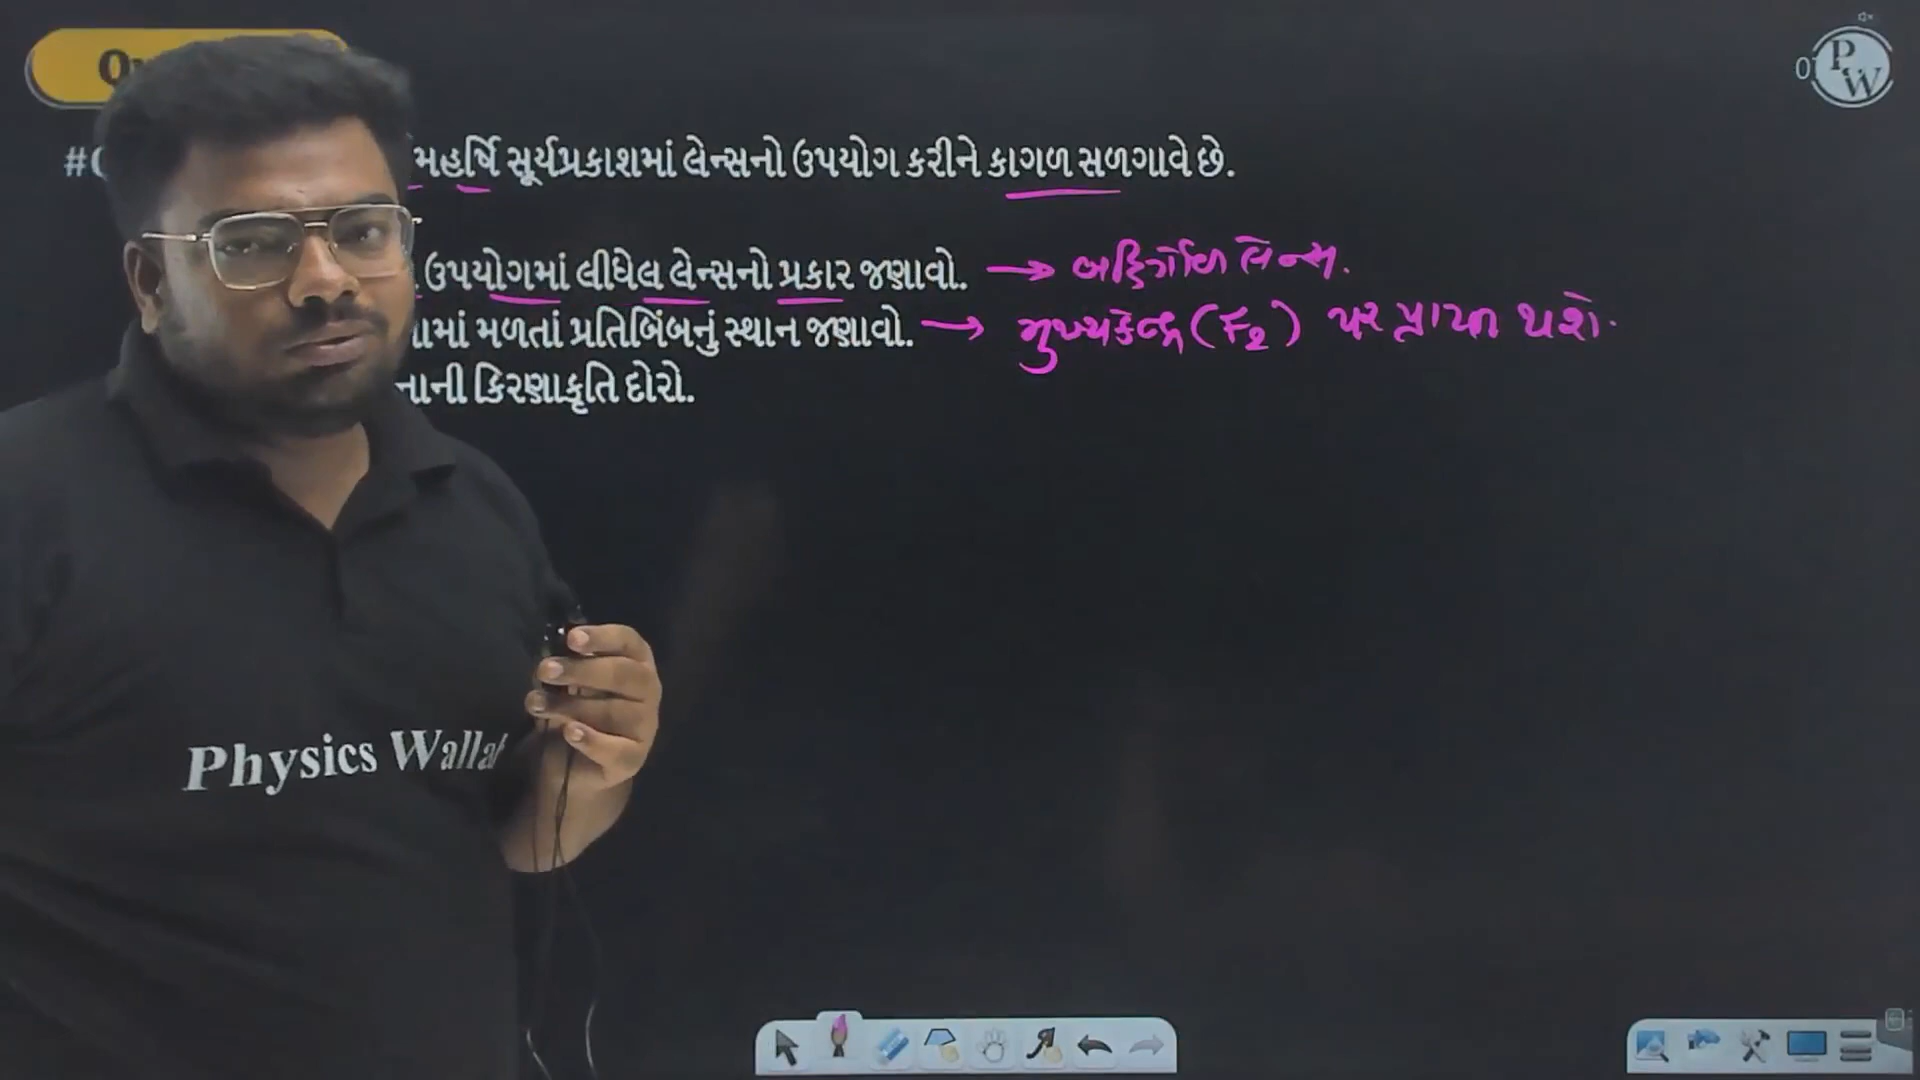 PW
મહર્ષિ સૂર્યપ્રકાશમાં લેન્સનો ઉપયોગ કરીને કાગળ સળગાવે છે.
ઉપયોગમાં લીધેલ લેન્સનો પ્રકાર જણાવો. → બહિર્ગોળ લેન્સ.
મળતાં પ્રતિબિંબનું સ્થાન જણાવો. → મુખ્યકેન્દ્ર (F2) પર પ્રાપ્ત થશે.
કિરણાકૃતિ દોરો.
Physics Wallah